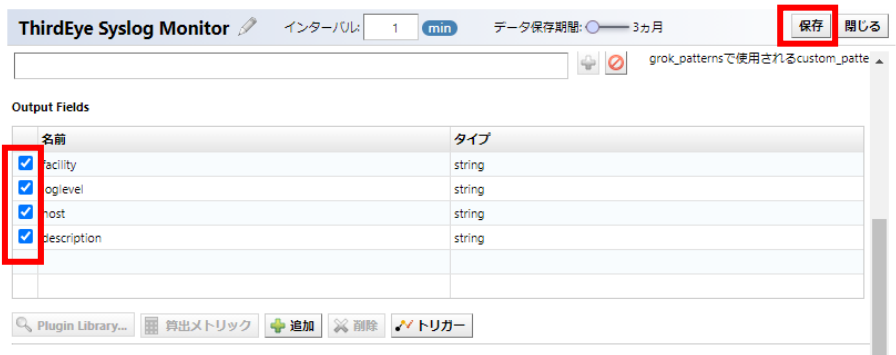 ThirdEye Syslog Monitor インターバル: 1 min データ保存期間: 3ヵ月 保存 閉じる
grok_patternsで使用されるcustom_patte
Output Fields
名前 タイプ
facility string
loglevel string
host string
description string
Plugin Library... 算出メトリック 追加 削除 トリガー